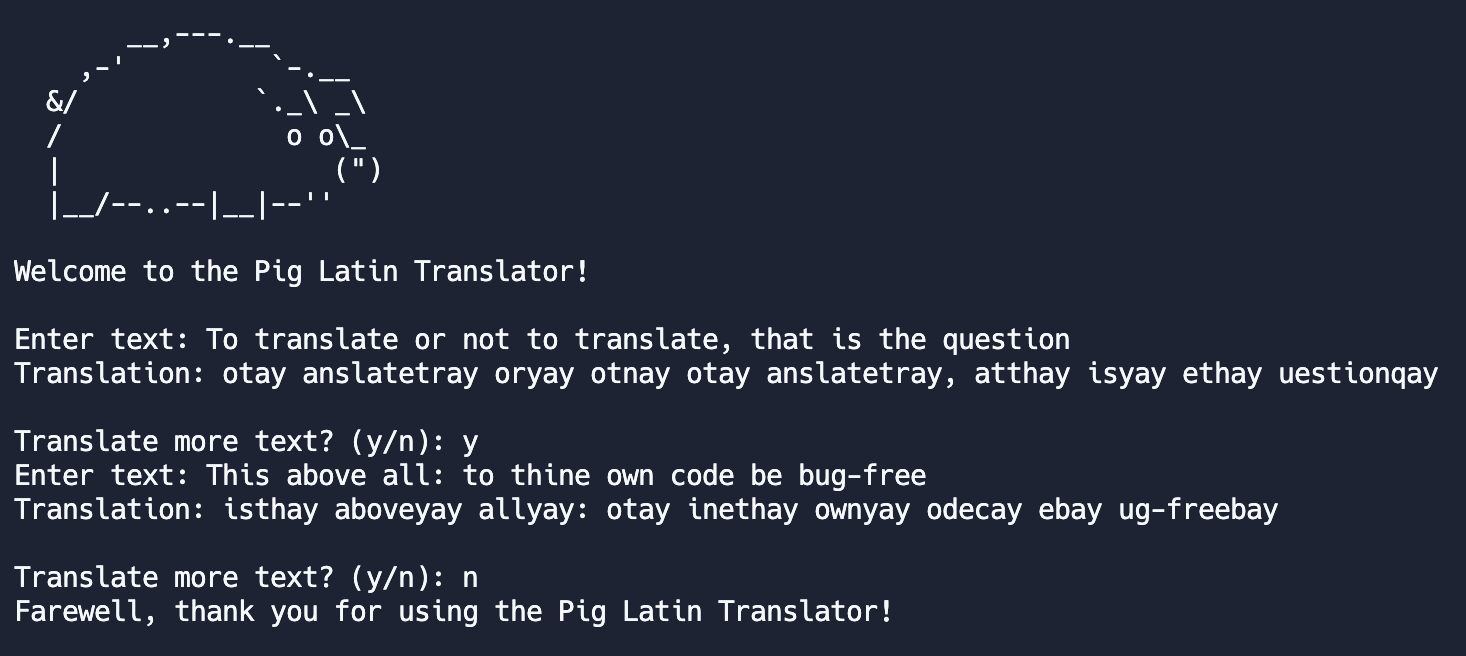 __,---.__
    ,-'         `-.__
  &/           `._\ _\
  /               o o\_
  |                 (")
  |__/--..--|__|--''
Welcome to the Pig Latin Translator!
Enter text: To translate or not to translate, that is the question
Translation: otay anslatetray oryay otnay otay anslatetray, atthay isyay ethay uestionqay
Translate more text? (y/n): y
Enter text: This above all: to thine own code be bug-free
Translation: isthay aboveyay allyay: otay inethay ownyay odecay ebay ug-freebay
Translate more text? (y/n): n
Farewell, thank you for using the Pig Latin Translator!